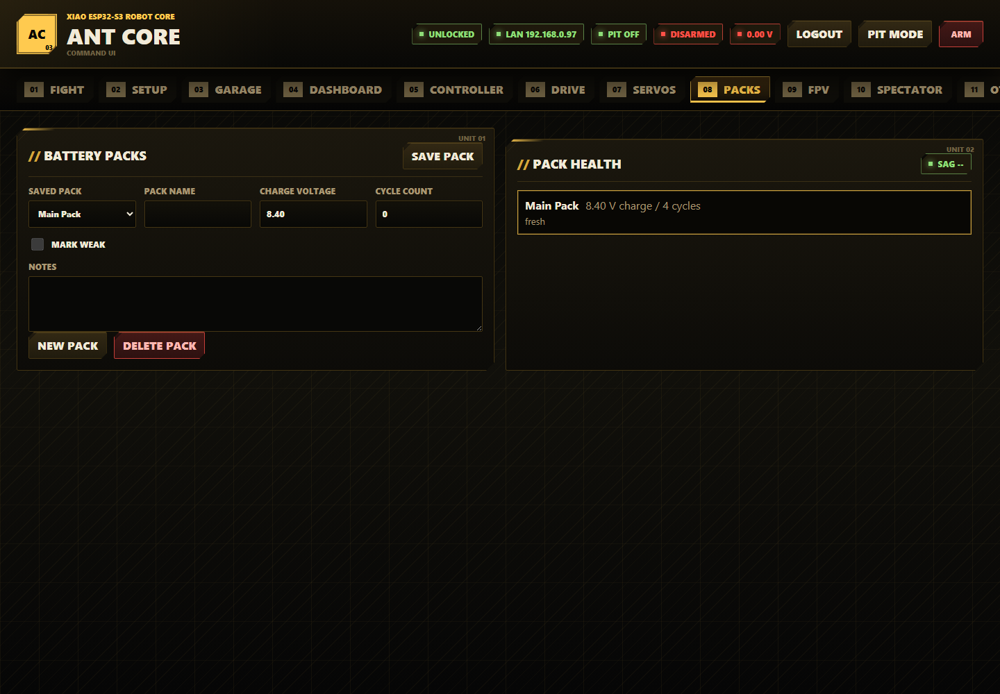 AC
03
XIAO ESP32-S3 ROBOT CORE
ANT CORE
COMMAND UI
UNLOCKED
LAN 192.168.0.97
PIT OFF
DISARMED
0.00 V
LOGOUT
PIT MODE
ARM
01 FIGHT
02 SETUP
03 GARAGE
04 DASHBOARD
05 CONTROLLER
06 DRIVE
07 SERVOS
08 PACKS
09 FPV
10 SPECTATOR
11
UNIT 01
// BATTERY PACKS
SAVE PACK
SAVED PACK
PACK NAME
CHARGE VOLTAGE
CYCLE COUNT
Main Pack
8.40
0
MARK WEAK
NOTES
NEW PACK
DELETE PACK
UNIT 02
// PACK HEALTH
SAG --
Main Pack 8.40 V charge / 4 cycles
fresh